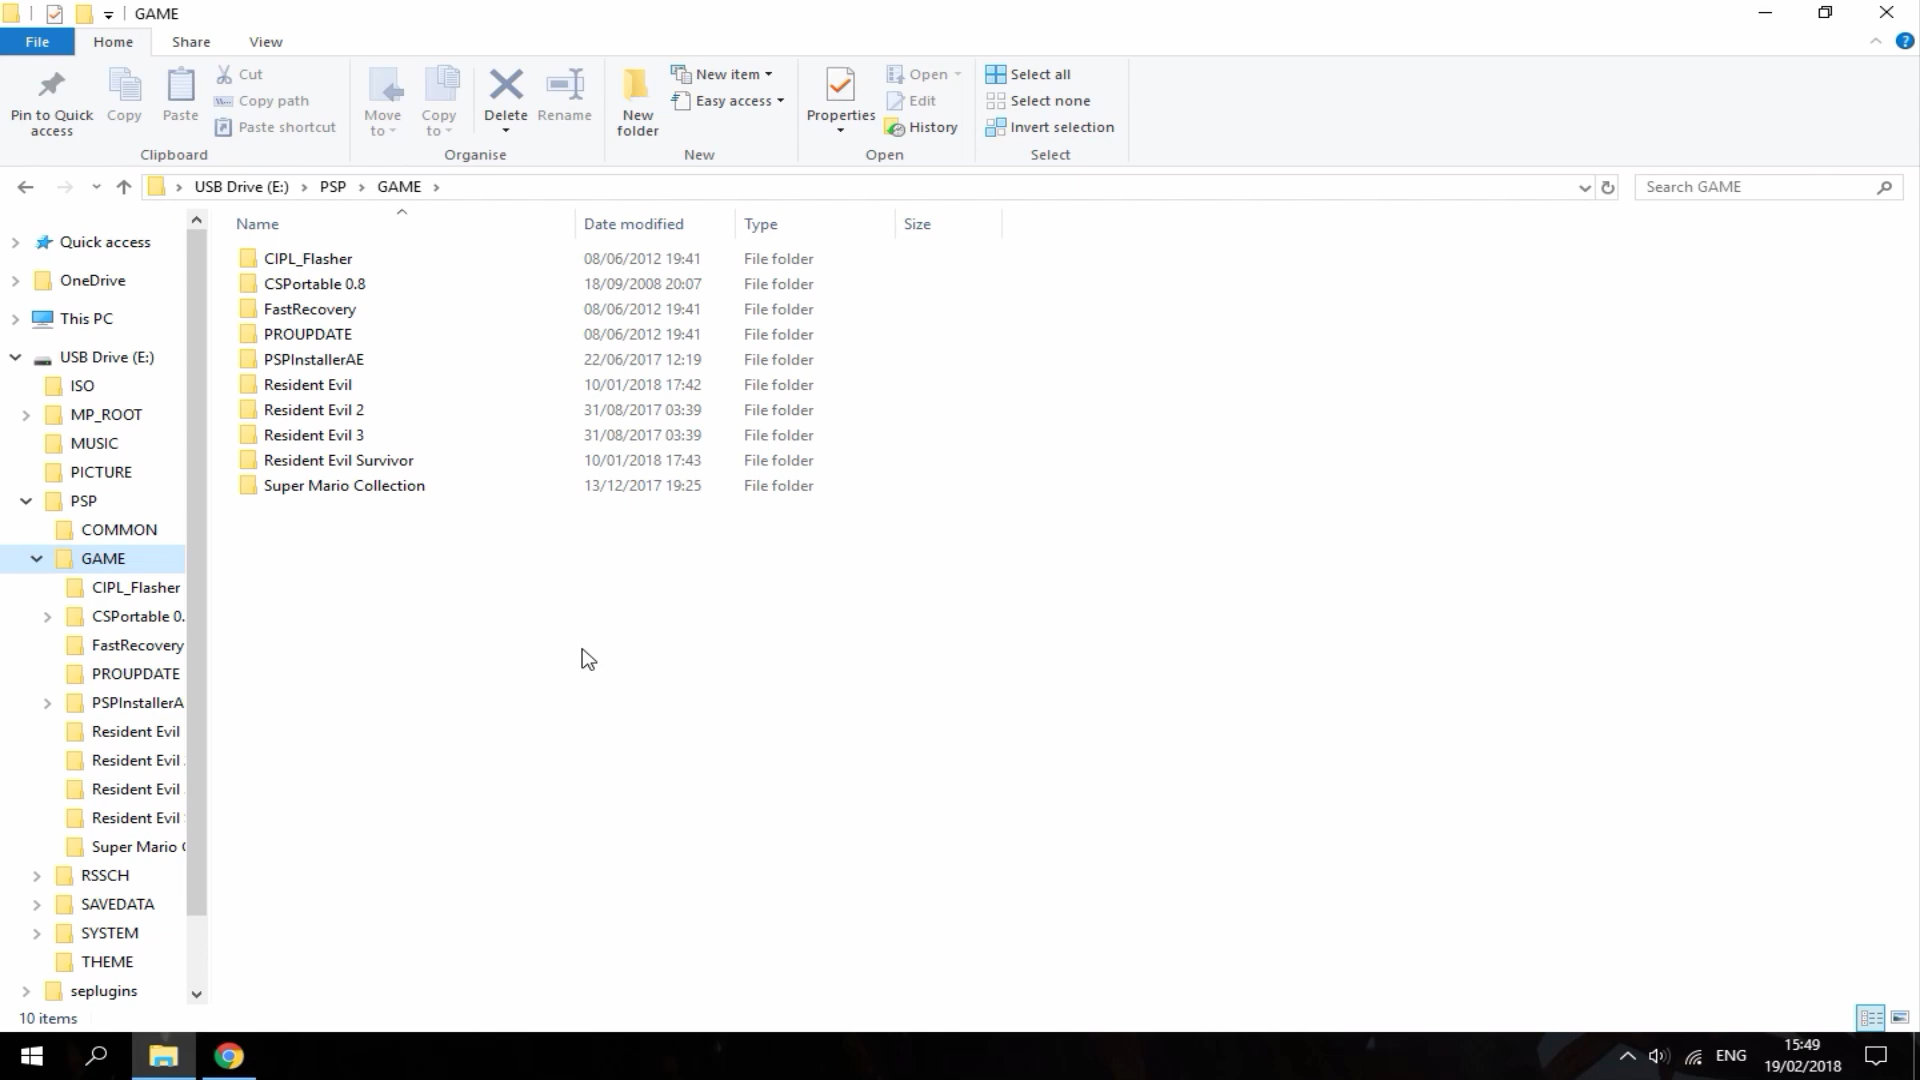 GAME
File Home Share View
Pin to Quick access
Copy
Paste
Cut
Copy path
Paste shortcut
Clipboard
Move to
Copy to
Delete
Rename
Organise
New folder
New item
Easy access
New
Properties
Open
Edit
History
Open
Select all
Select none
Invert selection
Select
USB Drive (E:) PSP GAME
Search GAME
Quick access
OneDrive
This PC
USB Drive (E:)
ISO
MP_ROOT
MUSIC
PICTURE
PSP
COMMON
GAME
CIPL_Flasher
CSPortable 0.
FastRecovery
PROUPDATE
PSPInstallerA
Resident Evil
Resident Evil
Resident Evil
Resident Evil
Super Mario
RSSCH
SAVEDATA
SYSTEM
THEME
seplugins
Name Date modified Type Size
CIPL_Flasher 08/06/2012 19:41 File folder
CSPortable 0.8 18/09/2008 20:07 File folder
FastRecovery 08/06/2012 19:41 File folder
PROUPDATE 08/06/2012 19:41 File folder
PSPInstallerAE 22/06/2017 12:19 File folder
Resident Evil 10/01/2018 17:42 File folder
Resident Evil 2 31/08/2017 03:39 File folder
Resident Evil 3 31/08/2017 03:39 File folder
Resident Evil Survivor 10/01/2018 17:43 File folder
Super Mario Collection 13/12/2017 19:25 File folder
10 items
ENG
15:49
19/02/2018